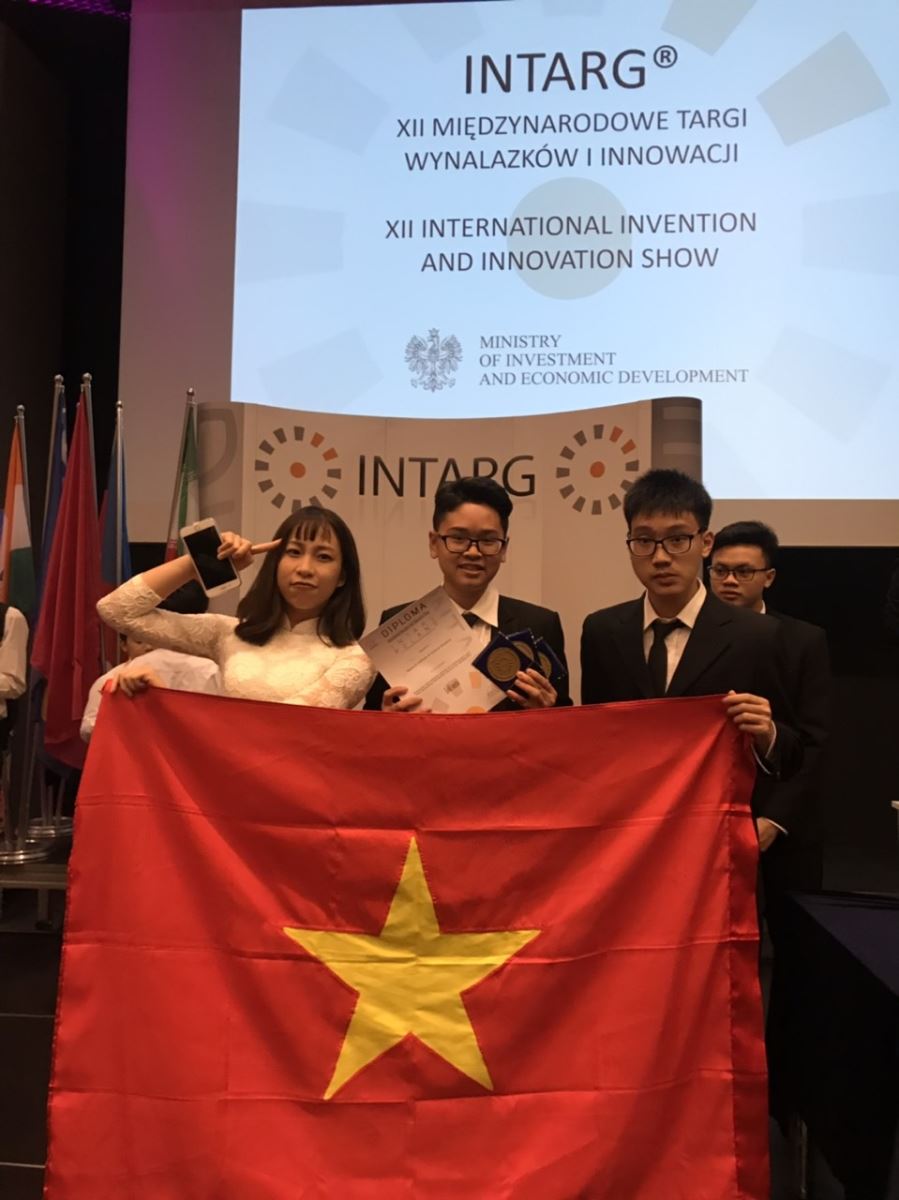 INTARG®
XII MIĘDZYNARODOWE TARGI
WYNALAZKÓW I INNOWACJI
XII INTERNATIONAL INVENTION
AND INNOVATION SHOW
MINISTRY
OF INVESTMENT
AND ECONOMIC DEVELOPMENT
INTARG
DIPLOMA